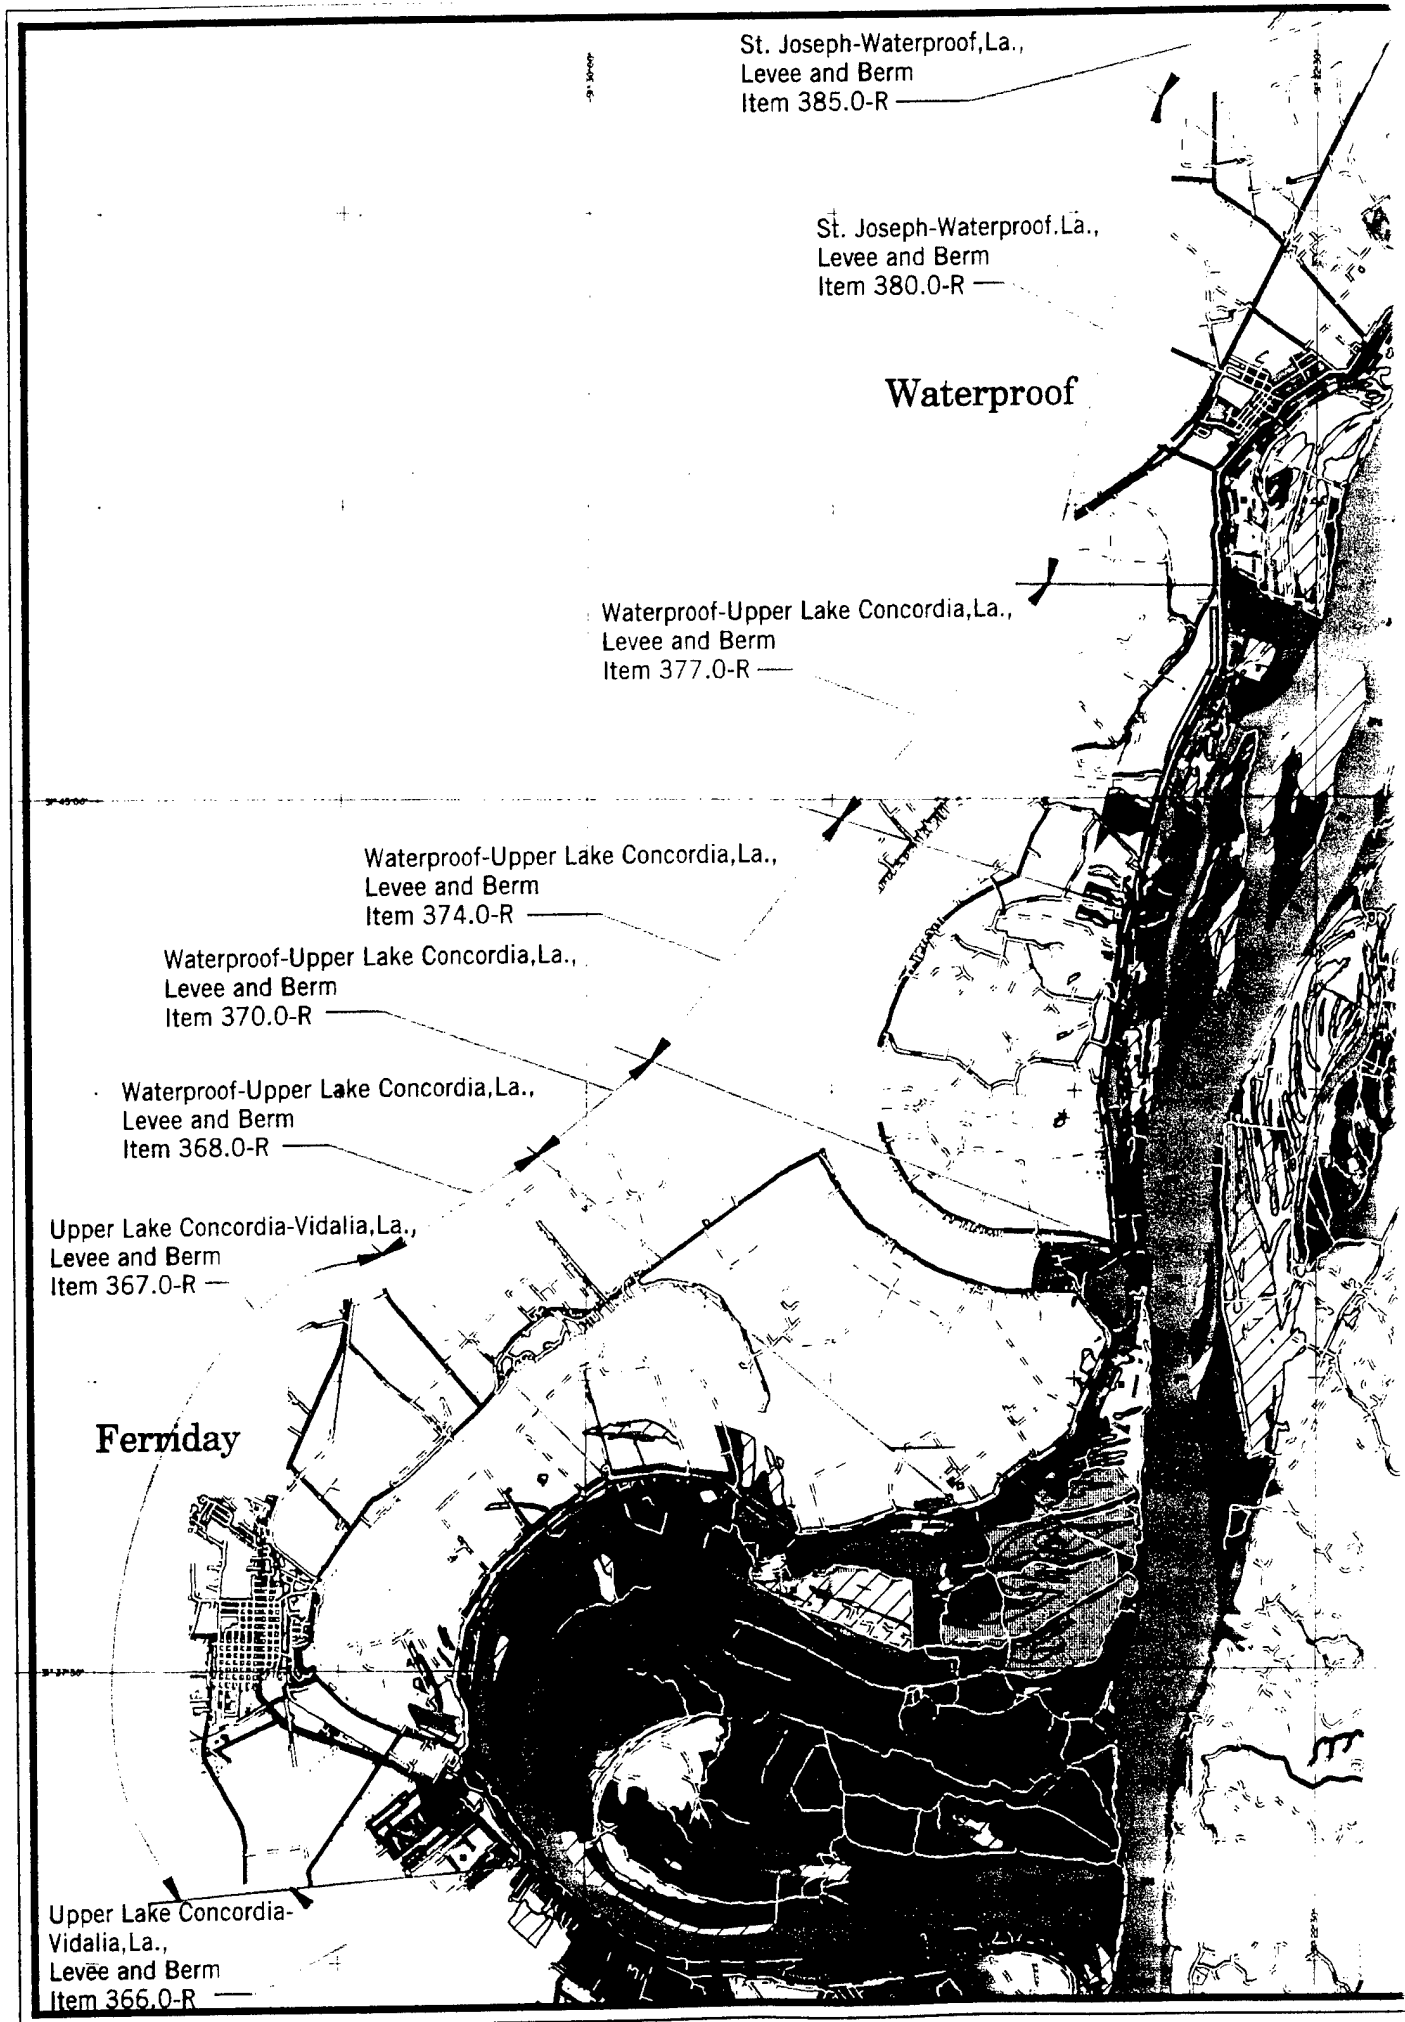 St. Joseph-Waterproof,La.,
Levee and Berm
Item 385.0-R
St. Joseph-Waterproof.La.,
Levee and Berm
Item 380.0-R
Waterproof
Waterproof-Upper Lake Concordia,La.,
Levee and Berm
Item 377.0-R
Waterproof-Upper Lake Concordia,La.,
Levee and Berm
Item 374.0-R
Waterproof-Upper Lake Concordia,La.,
Levee and Berm
Item 370.0-R
Waterproof-Upper Lake Concordia,La.,
Levee and Berm
Item 368.0-R
Upper Lake Concordia-Vidalia,La.,
Levee and Berm
Item 367.0-R
Ferriday
Upper Lake Concordia-
Vidalia,La.,
Levee and Berm
Item 366.0-R